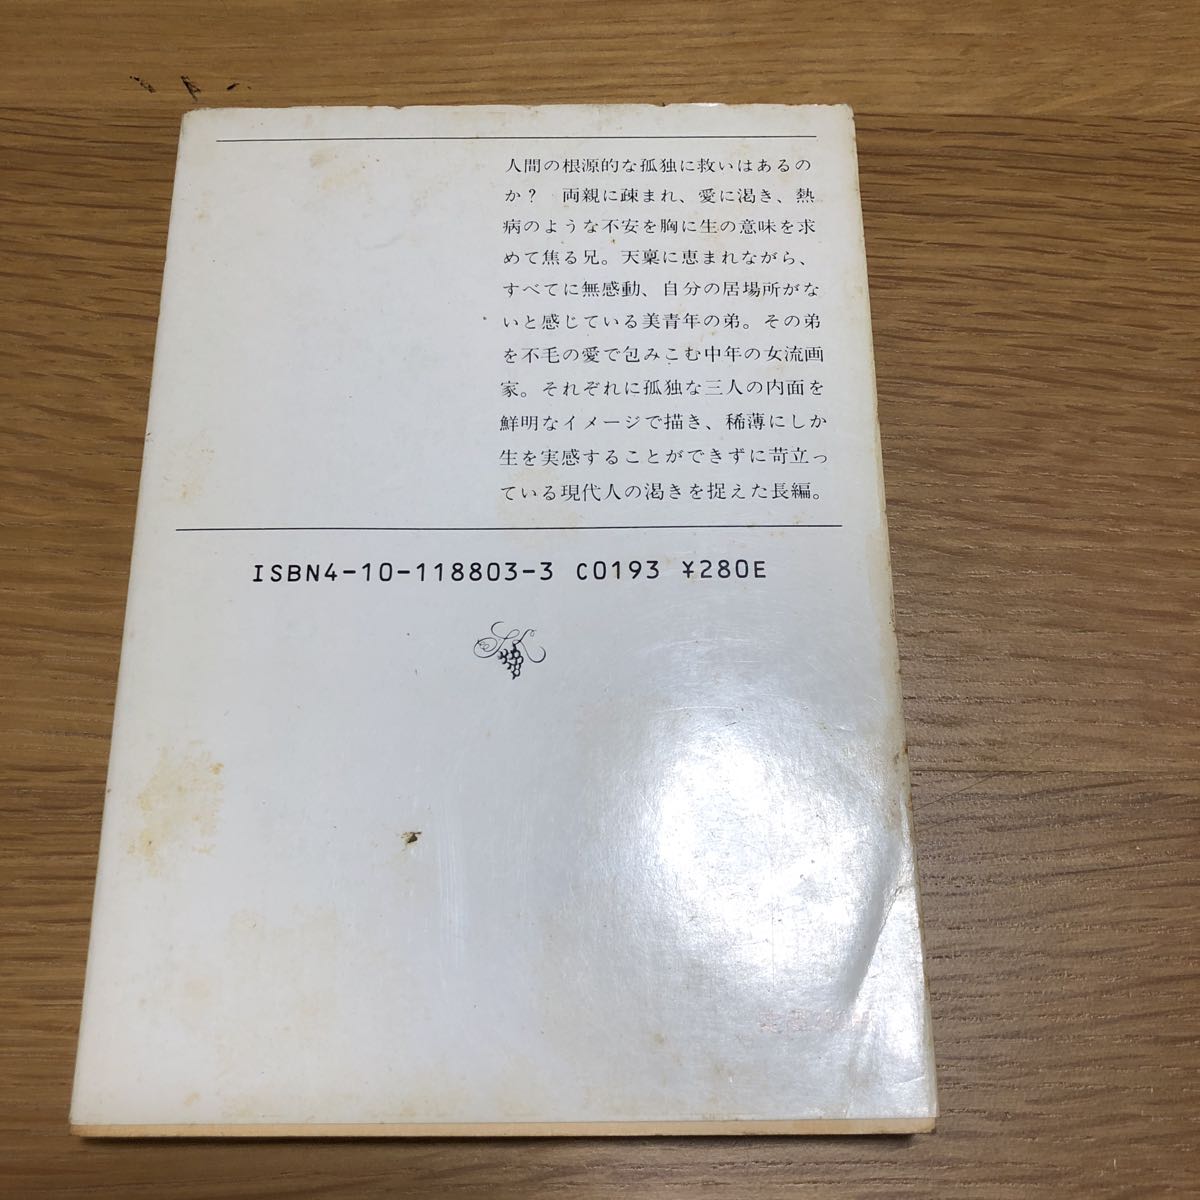 人間の根源的な孤独に救いはあるの
か? 両親に疎まれ、愛に渇き、熱
病のような不安を胸に生の意味を求
めて焦る兄。天稟に恵まれながら、
すべてに無感動、自分の居場所がな
いと感じている美青年の弟。その弟
を不毛の愛で包みこむ中年の女流画
家。それぞれに孤独な三人の内面を
鮮明なイメージで描き、稀薄にしか
生を実感することができずに苛立っ
ている現代人の渇きを捉えた長編。
ISBN4-10-118803-3 C0193 ¥280E